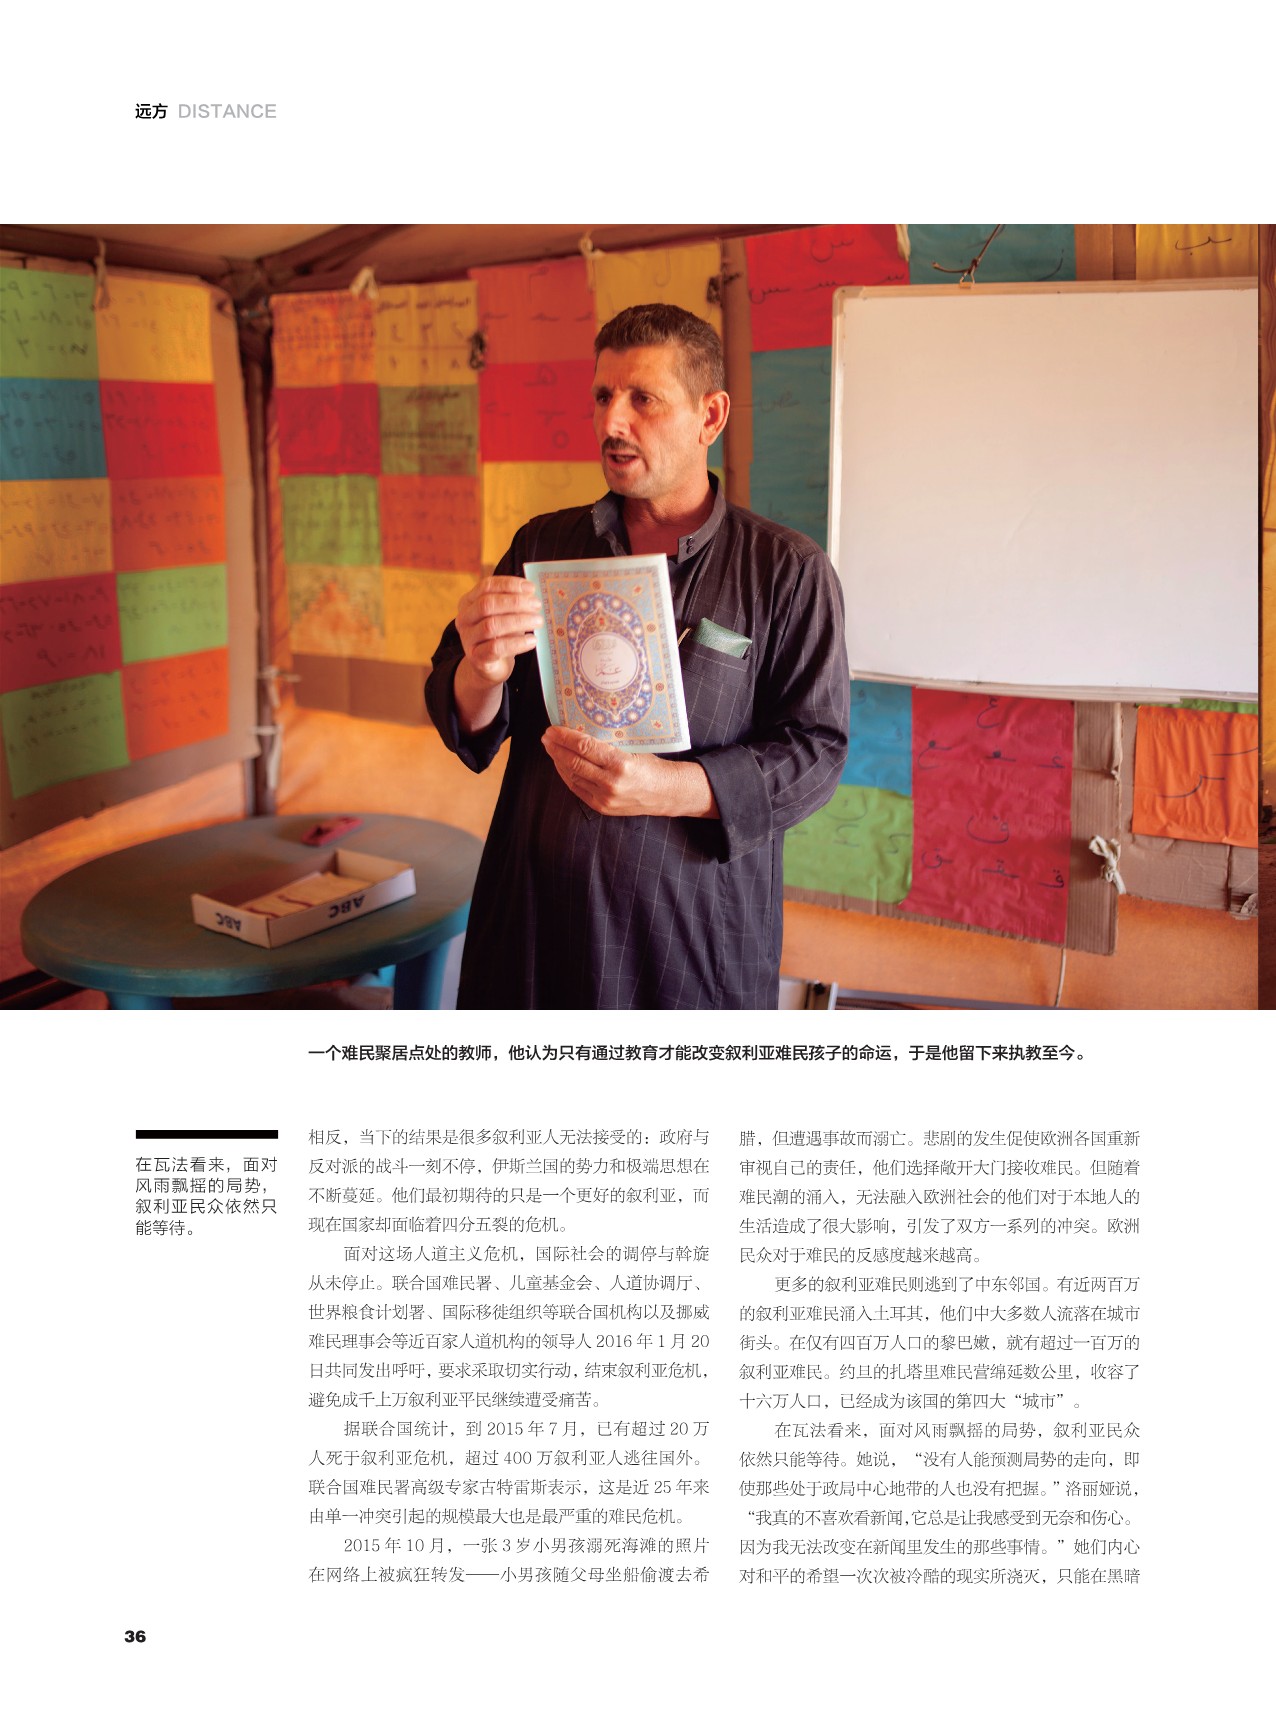 远方 DISTANCE
ABC
ABC
一个难民聚居点处的教师，他认为只有通过教育才能改变叙利亚难民孩子的命运，于是他留下来执教至今。
在瓦法看来，面对
风雨飘摇的局势，
叙利亚民众依然只
能等待。
相反，当下的结果是很多叙利亚人无法接受的：政府与
反对派的战斗一刻不停，伊斯兰国的势力和极端思想在
不断蔓延。他们最初期待的只是一个更好的叙利亚，而
现在国家却面临着四分五裂的危机。
面对这场人道主义危机，国际社会的调停与斡旋
从未停止。联合国难民署、儿童基金会、人道协调厅、
世界粮食计划署、国际移徙组织等联合国机构以及挪威
难民理事会等近百家人道机构的领导人 2016 年 1 月 20
日共同发出呼吁，要求采取切实行动，结束叙利亚危机，
避免成千上万叙利亚平民继续遭受痛苦。
据联合国统计，到 2015 年 7 月，已有超过 20 万
人死于叙利亚危机，超过 400 万叙利亚人逃往国外。
联合国难民署高级专家古特雷斯表示，这是近 25 年来
由单一冲突引起的规模最大也是最严重的难民危机。
2015 年 10 月，一张 3 岁小男孩溺死海滩的照片
在网络上被疯狂转发——小男孩随父母坐船偷渡去希
腊，但遭遇事故而溺亡。悲剧的发生促使欧洲各国重新
审视自己的责任，他们选择敞开大门接收难民。但随着
难民潮的涌入，无法融入欧洲社会的他们对于本地人的
生活造成了很大影响，引发了双方一系列的冲突。欧洲
民众对于难民的反感度越来越高。
更多的叙利亚难民则逃到了中东邻国。有近两百万
的叙利亚难民涌入土耳其，他们中大多数人流落在城市
街头。在仅有四百万人口的黎巴嫩，就有超过一百万的
叙利亚难民。约旦的扎塔里难民营绵延数公里，收容了
十六万人口，已经成为该国的第四大“城市”。
在瓦法看来，面对风雨飘摇的局势，叙利亚民众
依然只能等待。她说，“没有人能预测局势的走向，即
使那些处于政局中心地带的人也没有把握。”洛丽娅说，
“我真的不喜欢看新闻，它总是让我感受到无奈和伤心。
因为我无法改变在新闻里发生的那些事情。”她们内心
对和平的希望一次次被冷酷的现实所浇灭，只能在黑暗
36